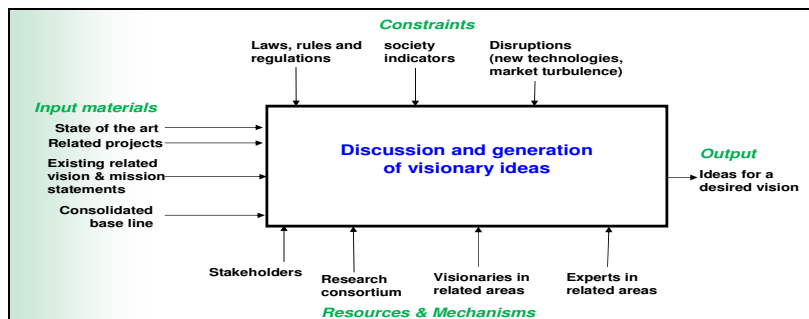 Constraints
Laws, rules and
regulations
society
indicators
Disruptions
(new technologies,
market turbulence)
Input materials
State of the art
Related projects
Existing related
vision & mission
statements
Consolidated
base line
Discussion and generation
of visionary ideas
Output
Ideas for a
desired vision
Stakeholders
Research
consortium
Visionaries in
related areas
Experts in
related areas
Resources & Mechanisms